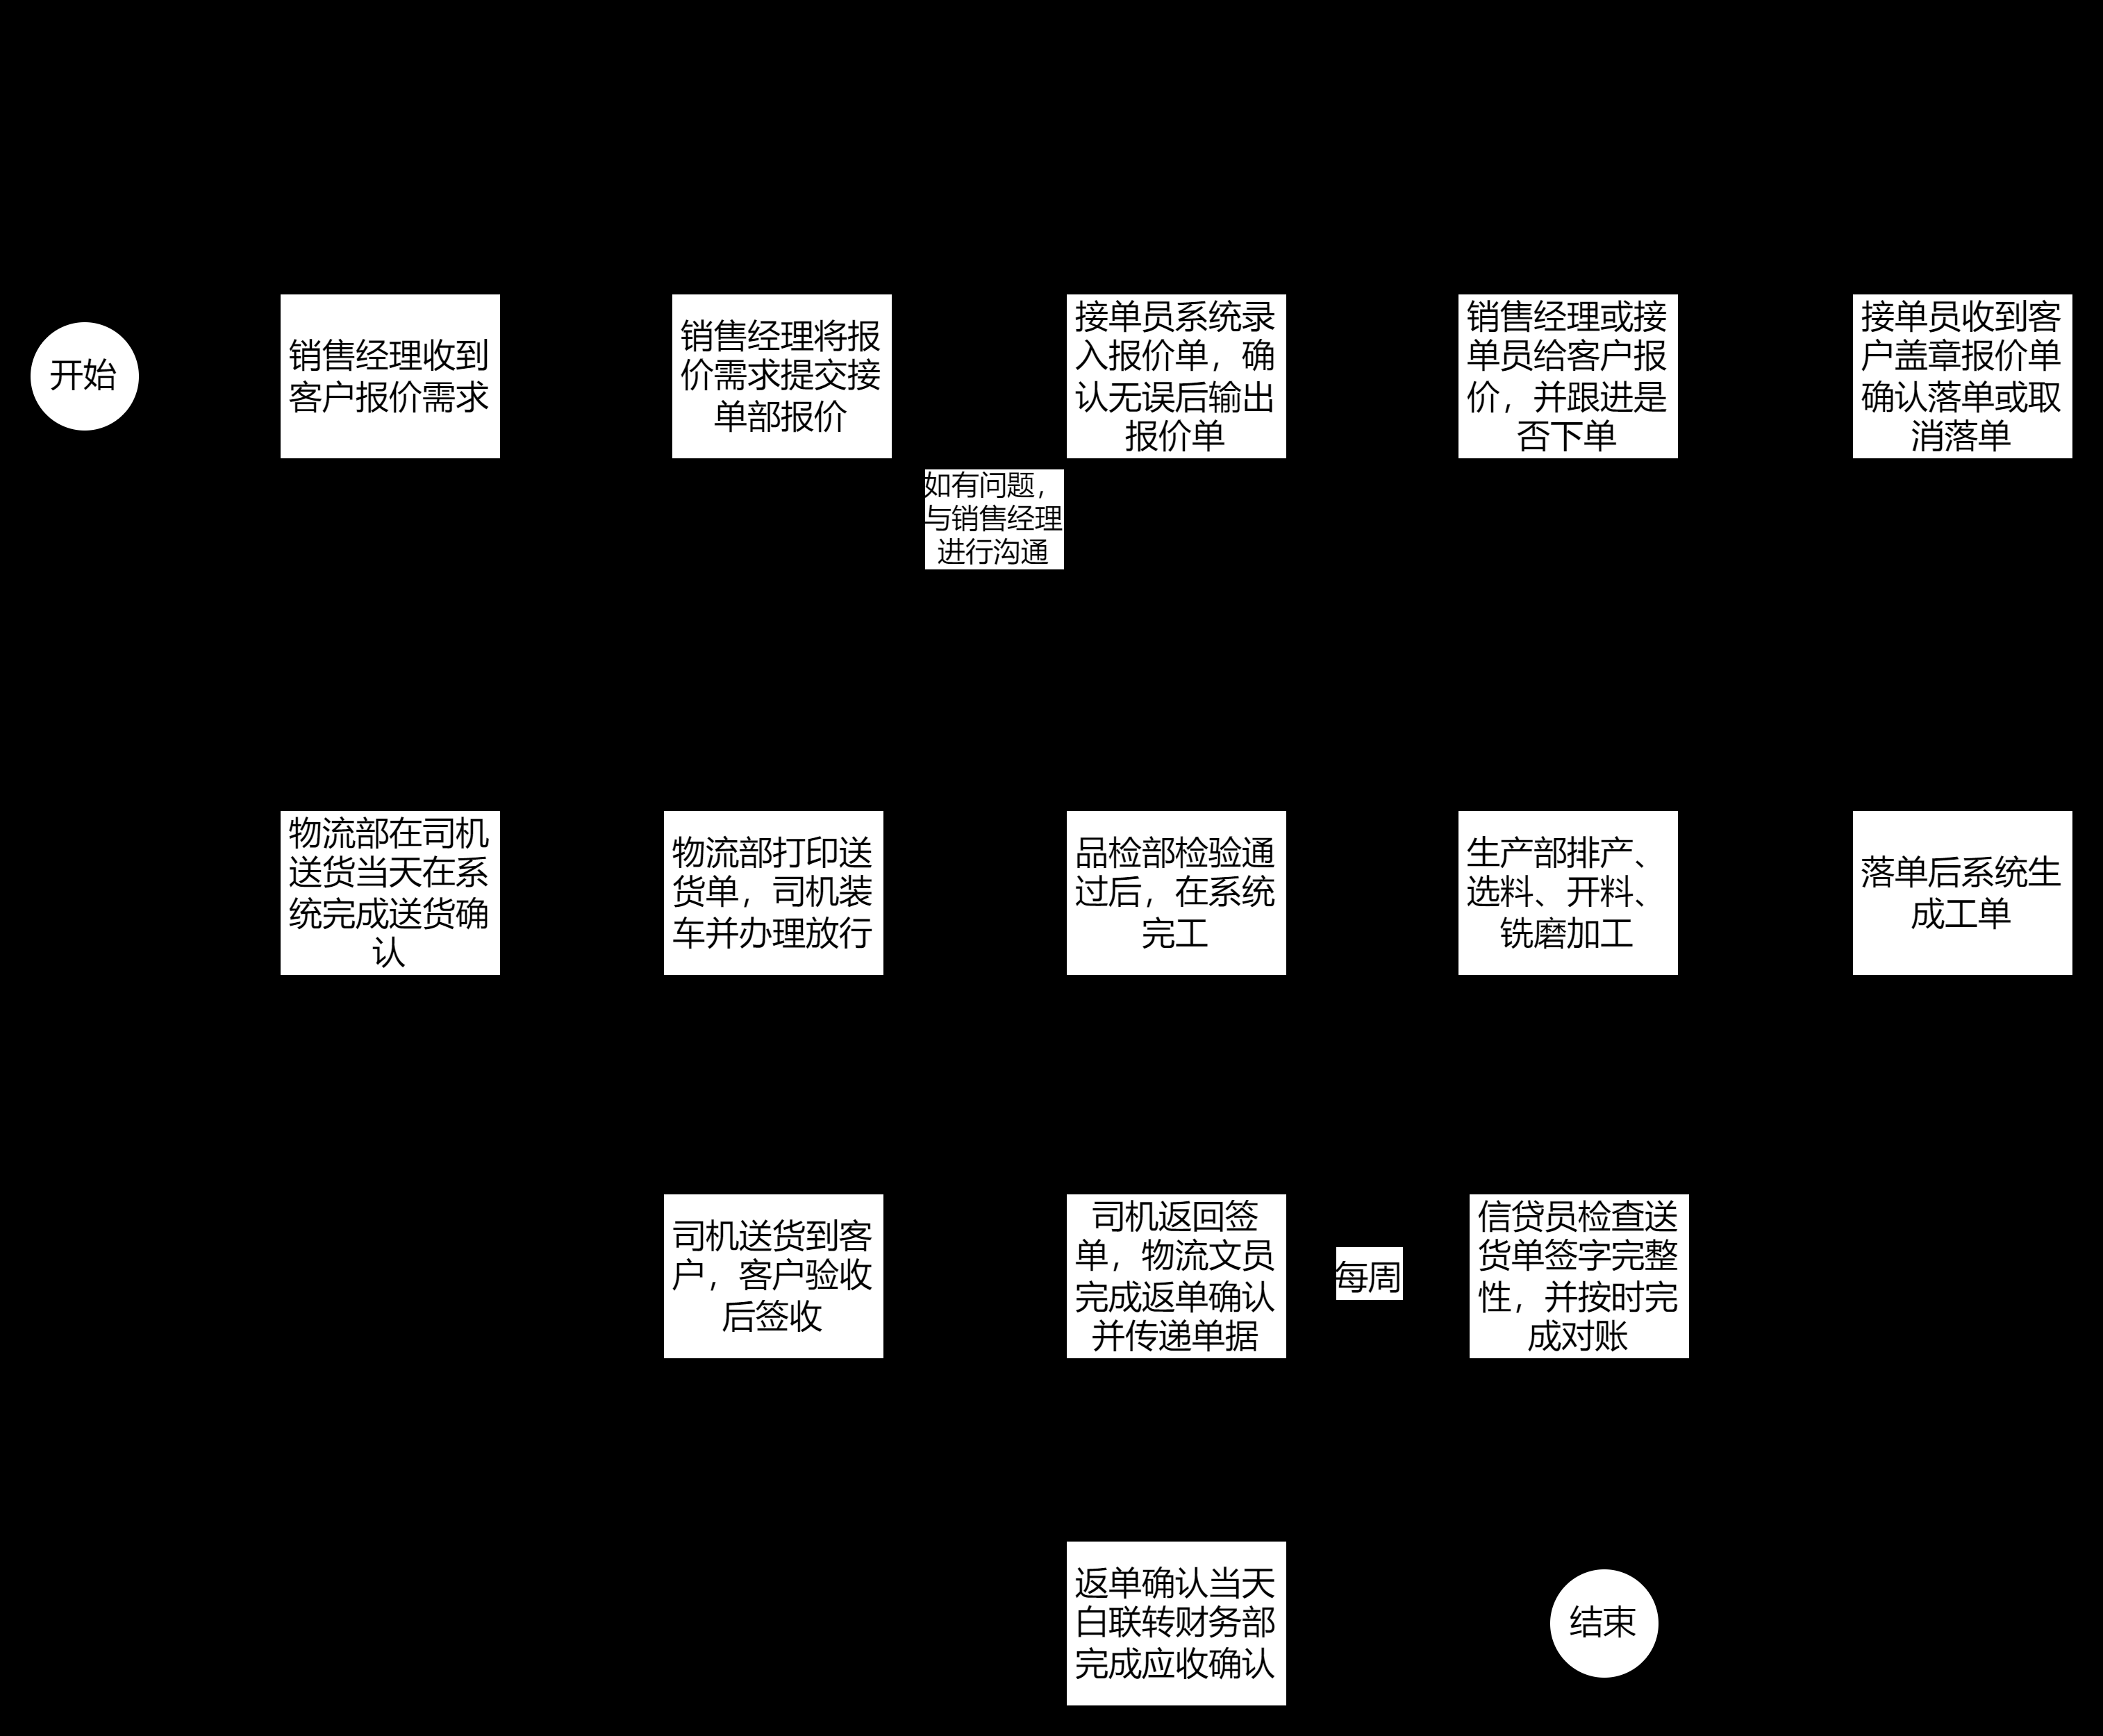 开始
销售经理收到
客户报价需求
销售经理将报
价需求提交接
单部报价
接单员系统录
入报价单，确
认无误后输出
报价单
销售经理或接
单员给客户报
价，并跟进是
否下单
接单员收到客
户盖章报价单
确认落单或取
消落单
如有问题，
与销售经理
进行沟通
物流部在司机
送货当天在系
统完成送货确
认
物流部打印送
货单，司机装
车并办理放行
品检部检验通
过后，在系统
完工
生产部排产、
选料、开料、
铣磨加工
落单后系统生
成工单
司机送货到客
户，客户验收
后签收
司机返回签
单，物流文员
完成返单确认
并传递单据
每周
信贷员检查送
货单签字完整
性，并按时完
成对账
返单确认当天
白联转财务部
完成应收确认
结束